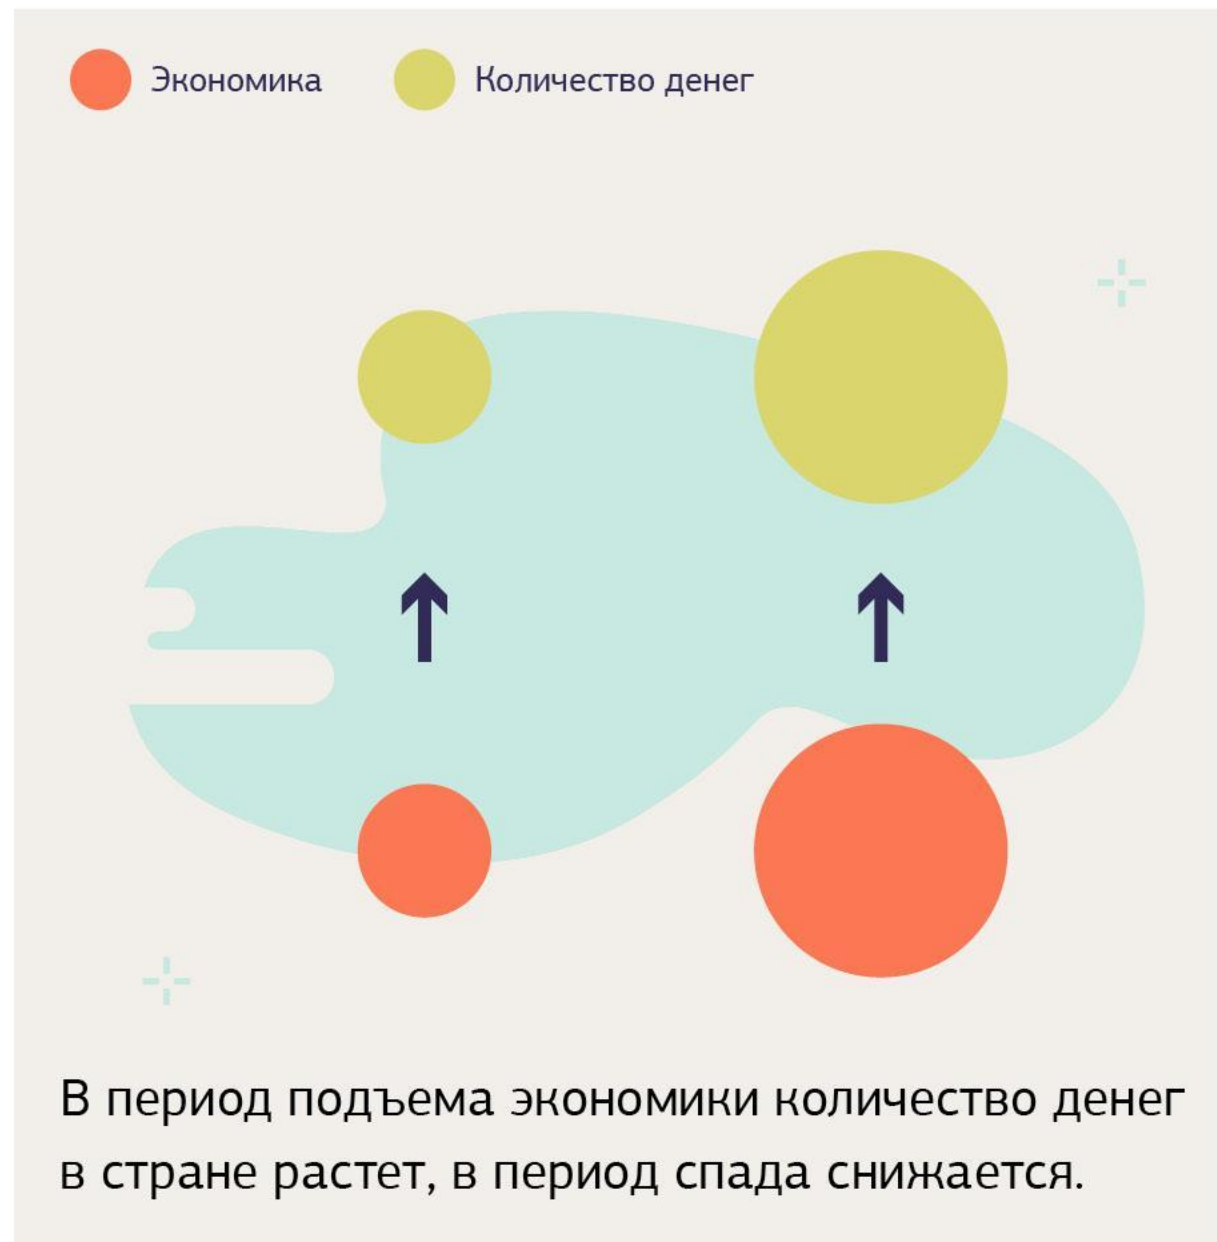 Экономика
Количество денег
В период подъема экономики количество денег
в стране растет, в период спада снижается.